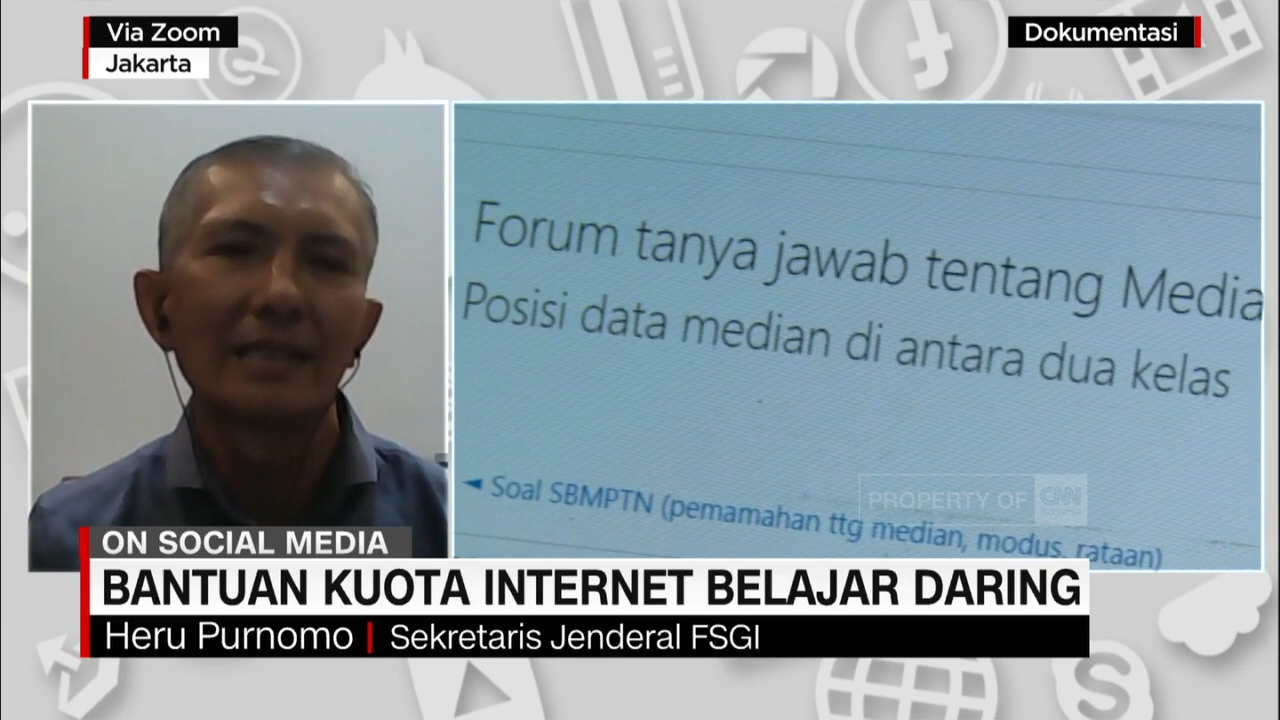 Via Zoom
Jakarta
Dokumentasi
Forum tanya jawab tentang Media
Posisi data median di antara dua kelas
◄ Soal SBMPTN (pemamahan ttg median, modus, rataan)
PROPERTY OF CNN
ON SOCIAL MEDIA
BANTUAN KUOTA INTERNET BELAJAR DARING
Heru Purnomo | Sekretaris Jenderal FSGI